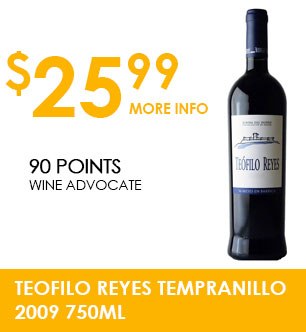 $25.99
MORE INFO
90 POINTS
WINE ADVOCATE
TEÓFILO REYES
TEOFILO REYES TEMPRANILLO
2009 750ML